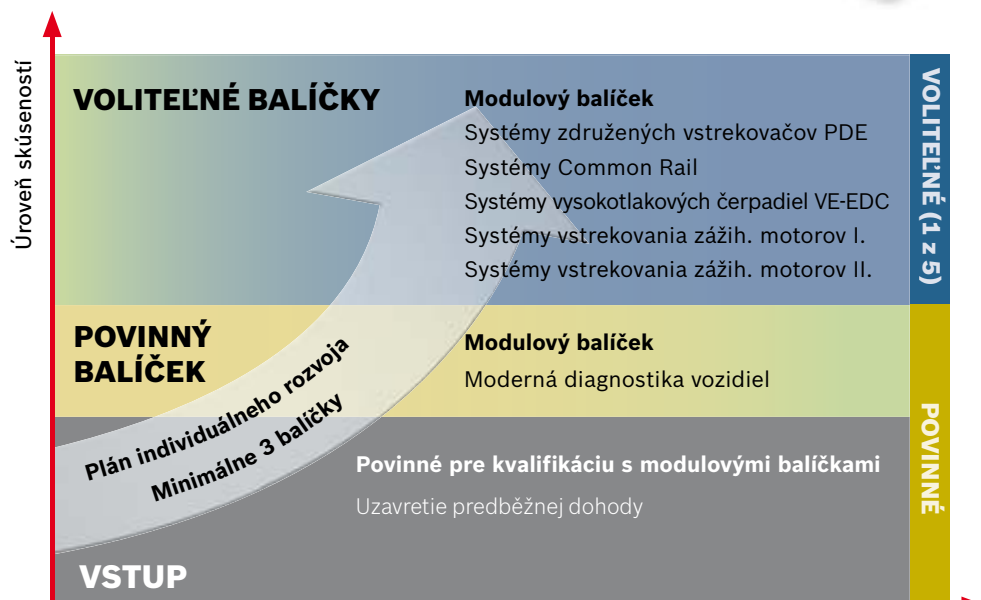 Úroveň skúseností
VOLITEĽNÉ BALÍČKY
Modulový balíček
Systémy združených vstrekovačov PDE
Systémy Common Rail
Systémy vysokotlakových čerpadiel VE-EDC
Systémy vstrekovania zážih. motorov I.
Systémy vstrekovania zážih. motorov II.
VOLITEĽNÉ (1 z 5)
POVINNÝ
BALÍČEK
Modulový balíček
Moderná diagnostika vozidiel
Plán individuálneho rozvoja
Minimálne 3 balíčky
Povinné pre kvalifikáciu s modulovými balíčkami
Uzavretie predběžnej dohody
POVINNÉ
VSTUP